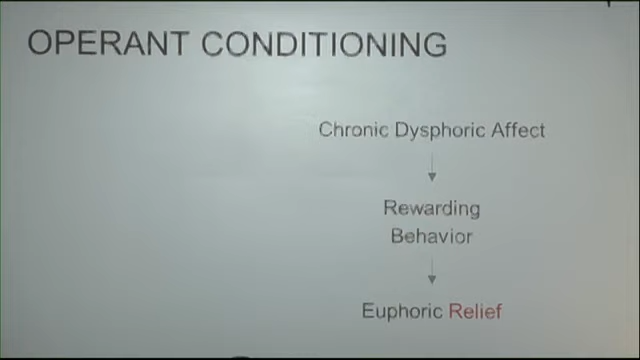 OPERANT CONDITIONING
Chronic Dysphoric Affect
Rewarding
Behavior
Euphoric Relief